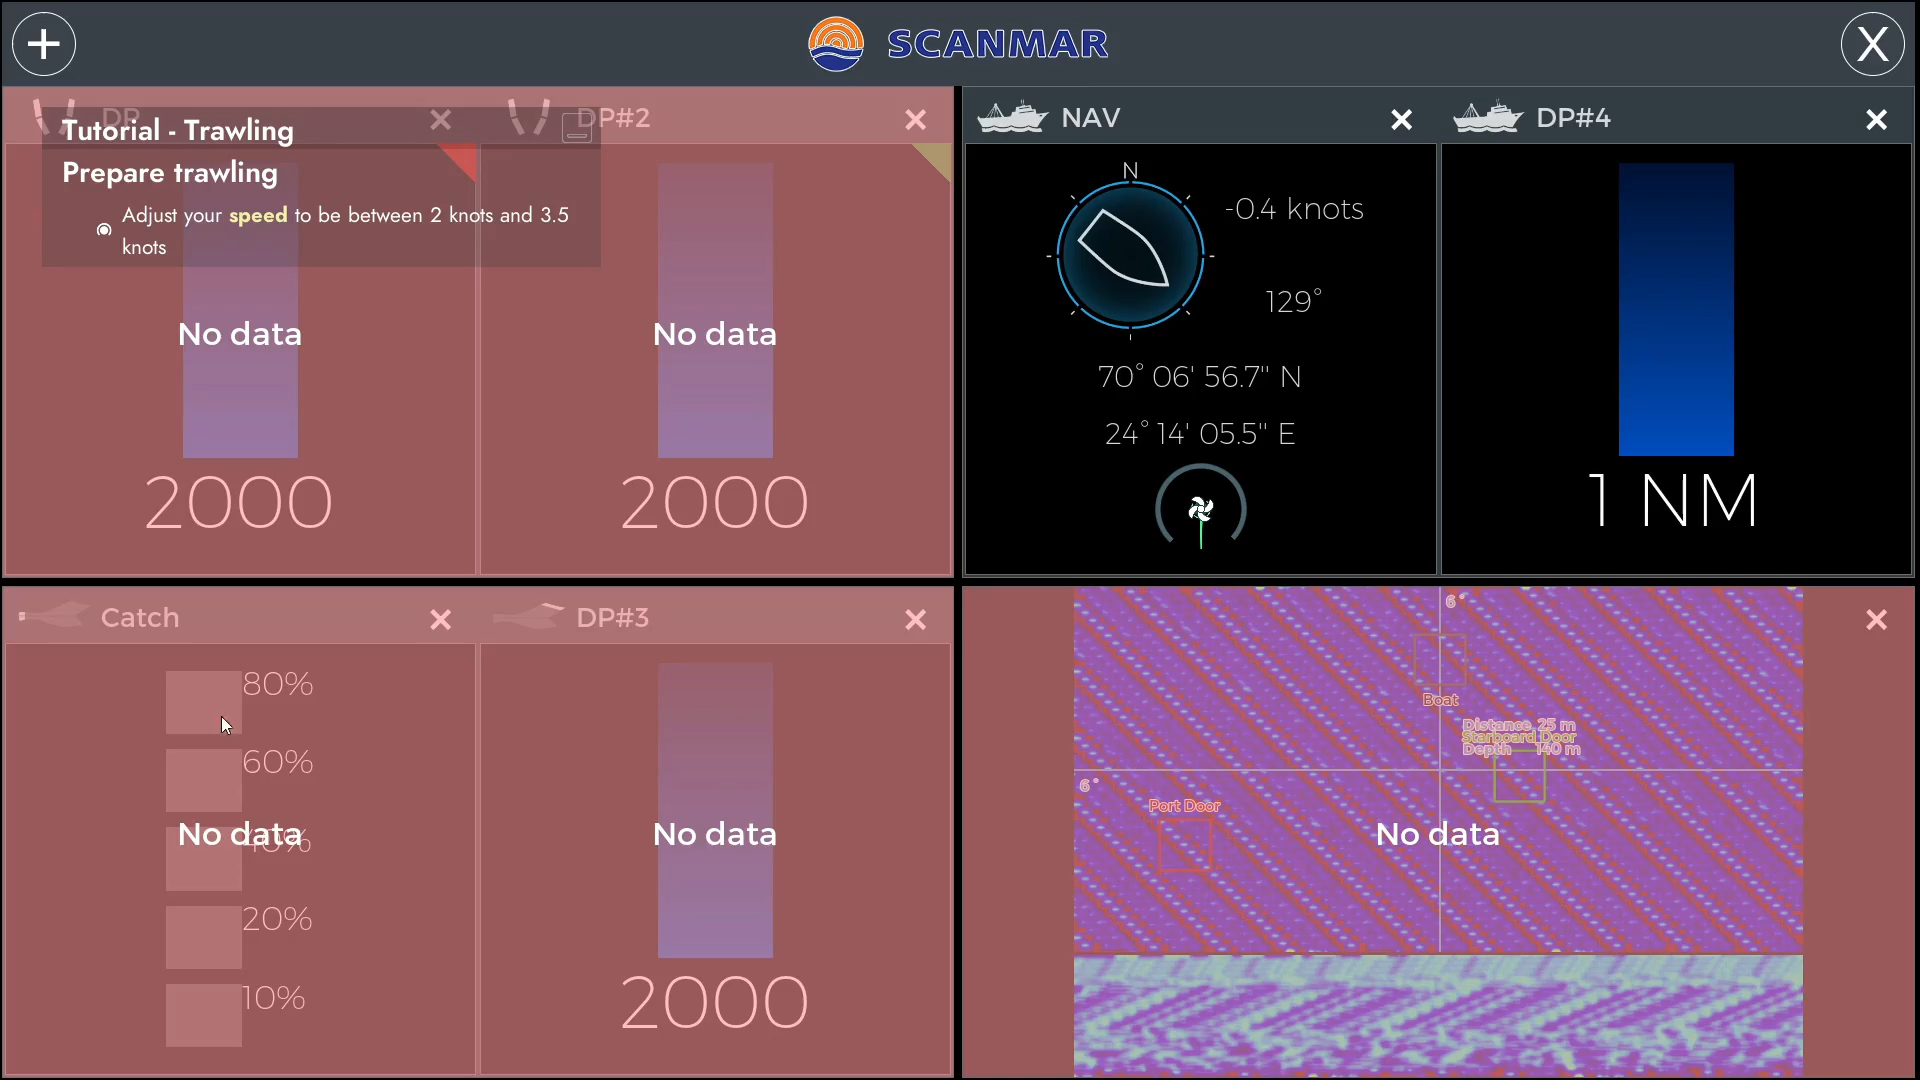 SCANMAR
DP
DP#2
Tutorial - Trawling
Prepare trawling
Adjust your speed to be between 2 knots and 3.5
knots
No data
No data
2000
2000
NAV
DP#4
N
-0.4 knots
129°
70° 06' 56.7" N
24° 14' 05.5" E
1 NM
Catch
DP#3
80%
60%
40%
20%
10%
No data
No data
2000
6°
Boat
Distance 25 m
Starboard Door
Depth 140 m
6°
Port Door
No data